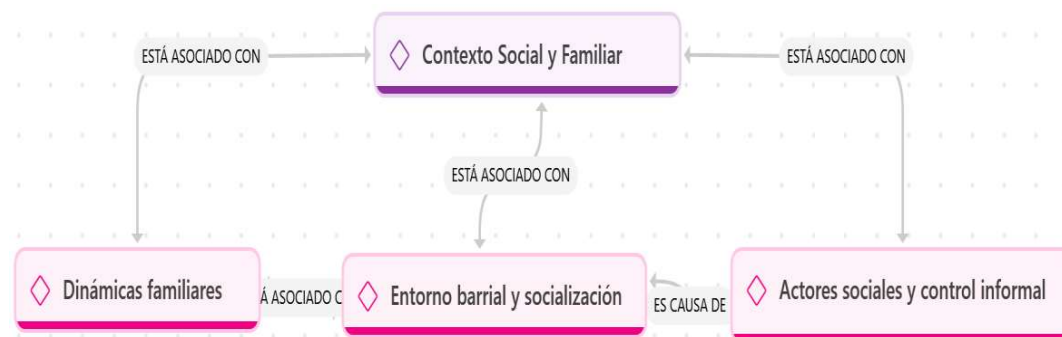 ESTÁ ASOCIADO CON
Contexto Social y Familiar
ESTÁ ASOCIADO CON
ESTÁ ASOCIADO CON
Dinámicas familiares
ASOCIADO
Entorno barrial y socialización
ES CAUSA DE
Actores sociales y control informal